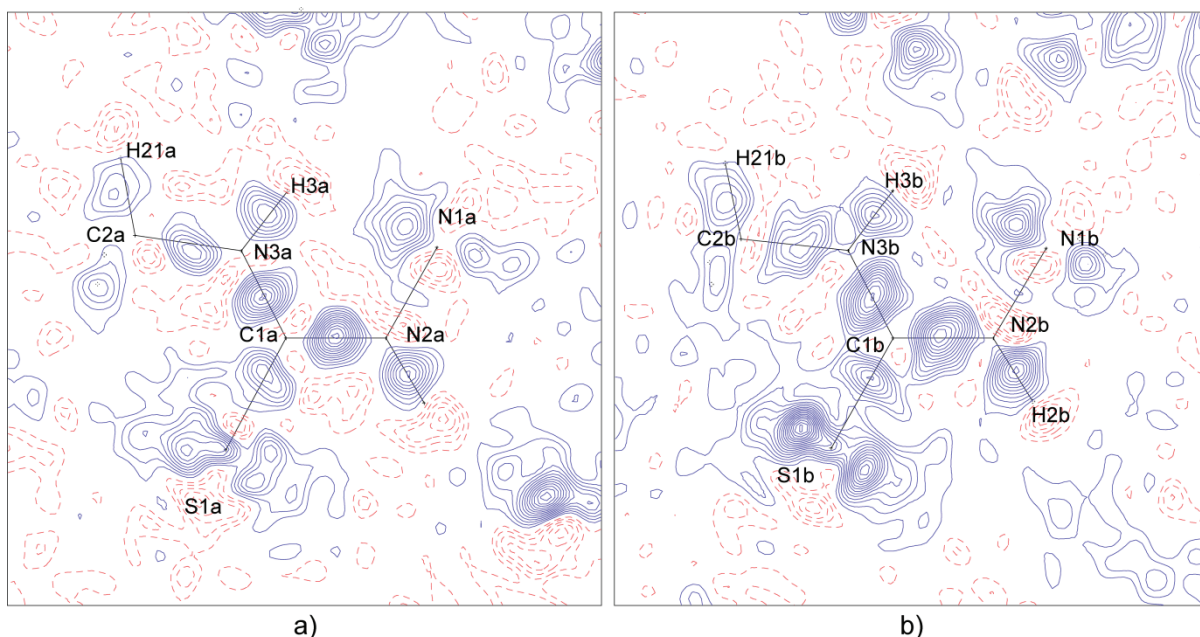 H21a
H3a
N1a
C2a
N3a
C1a
N2a
S1a
a)
H21b
H3b
N1b
C2b
N3b
C1b
N2b
H2b
S1b
b)